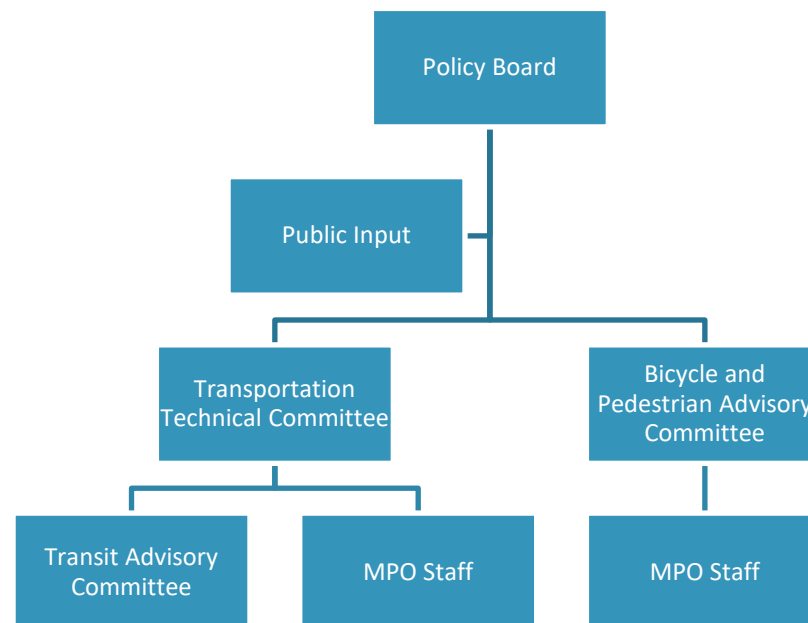 Policy Board
Public Input
Transportation
Technical Committee
Bicycle and
Pedestrian Advisory
Committee
Transit Advisory
Committee
MPO Staff
MPO Staff